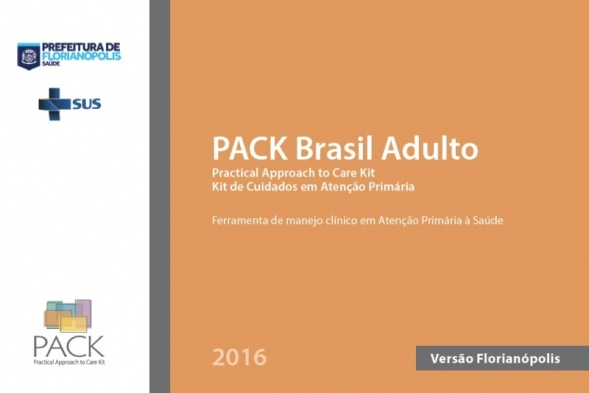 PREFEITURA DE
FLORIANÓPOLIS
SAÚDE
SUS
PACK Brasil Adulto
Practical Approach to Care Kit
Kit de Cuidados em Atenção Primária
Ferramenta de manejo clínico em Atenção Primária à Saúde
PACK
Practical Approach to Care Kit
2016
Versão Florianópolis